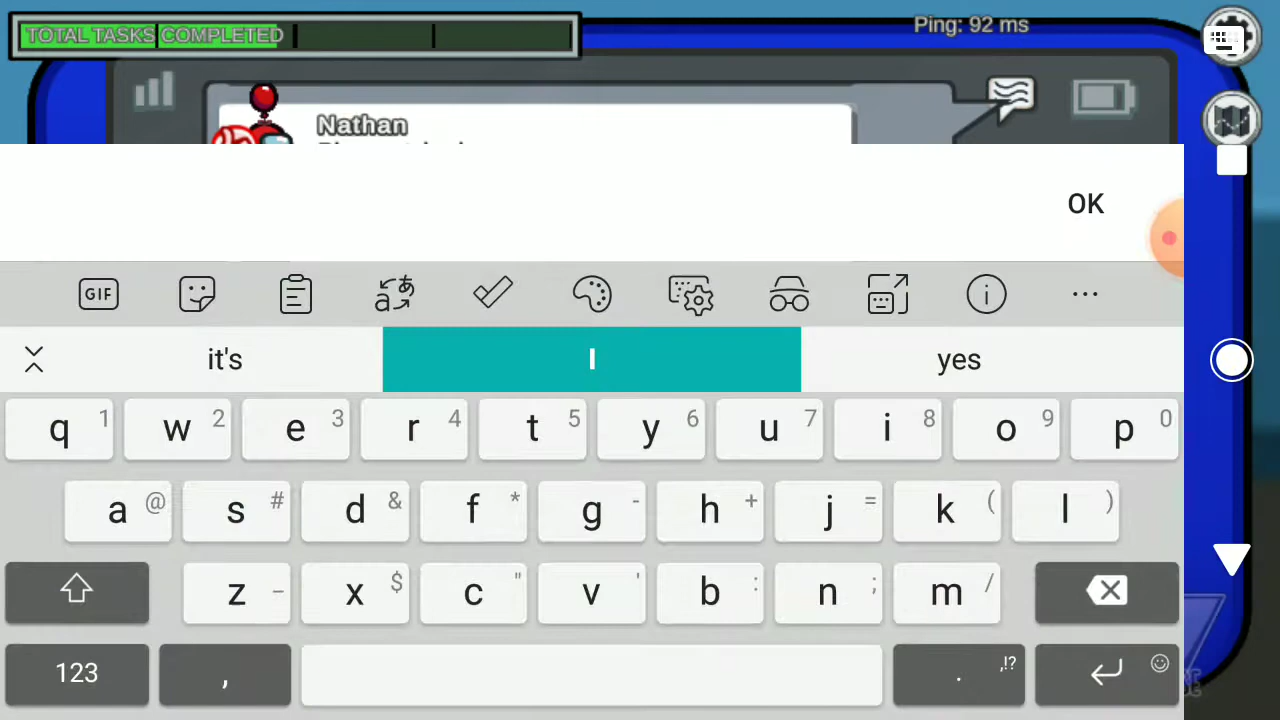 TOTAL TASKS COMPLETED
Ping: 92 ms
Nathan
OK
GIF
it's I yes
q 1 w 2 e 3 r 4 t 5 y 6 u 7 i 8 o 9 p 0
a @ s # d & f * g - h + j = k ( l )
z – x $ c " v ' b : n ; m /
123 , . ,!?